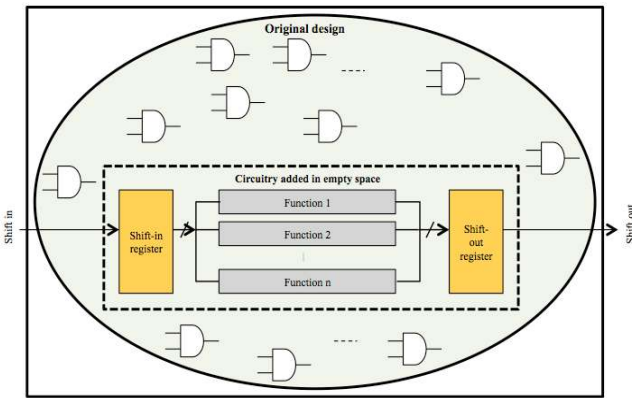 Original design
Circuitry added in empty space
Shift in
Shift-in
register
Function 1
Function 2
Function n
Shift-
out
register
Shift out